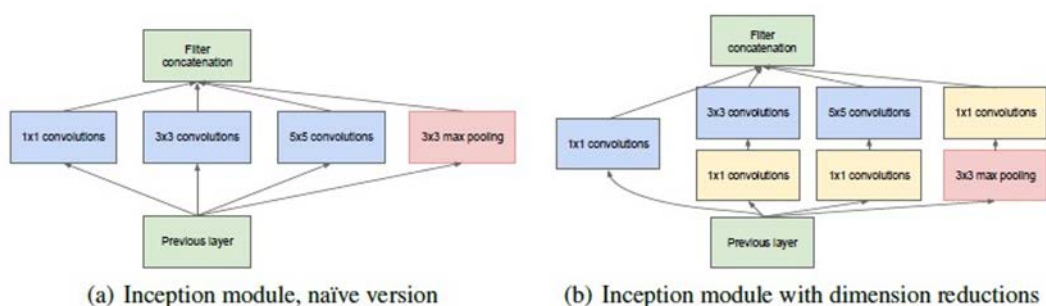 Filter
concatenation
1x1 convolutions
3x3 convolutions
5x5 convolutions
3x3 max pooling
Previous layer
(a) Inception module, naïve version
Filter
concatenation
3x3 convolutions
5x5 convolutions
1x1 convolutions
1x1 convolutions
1x1 convolutions
1x1 convolutions
3x3 max pooling
Previous layer
(b) Inception module with dimension reductions